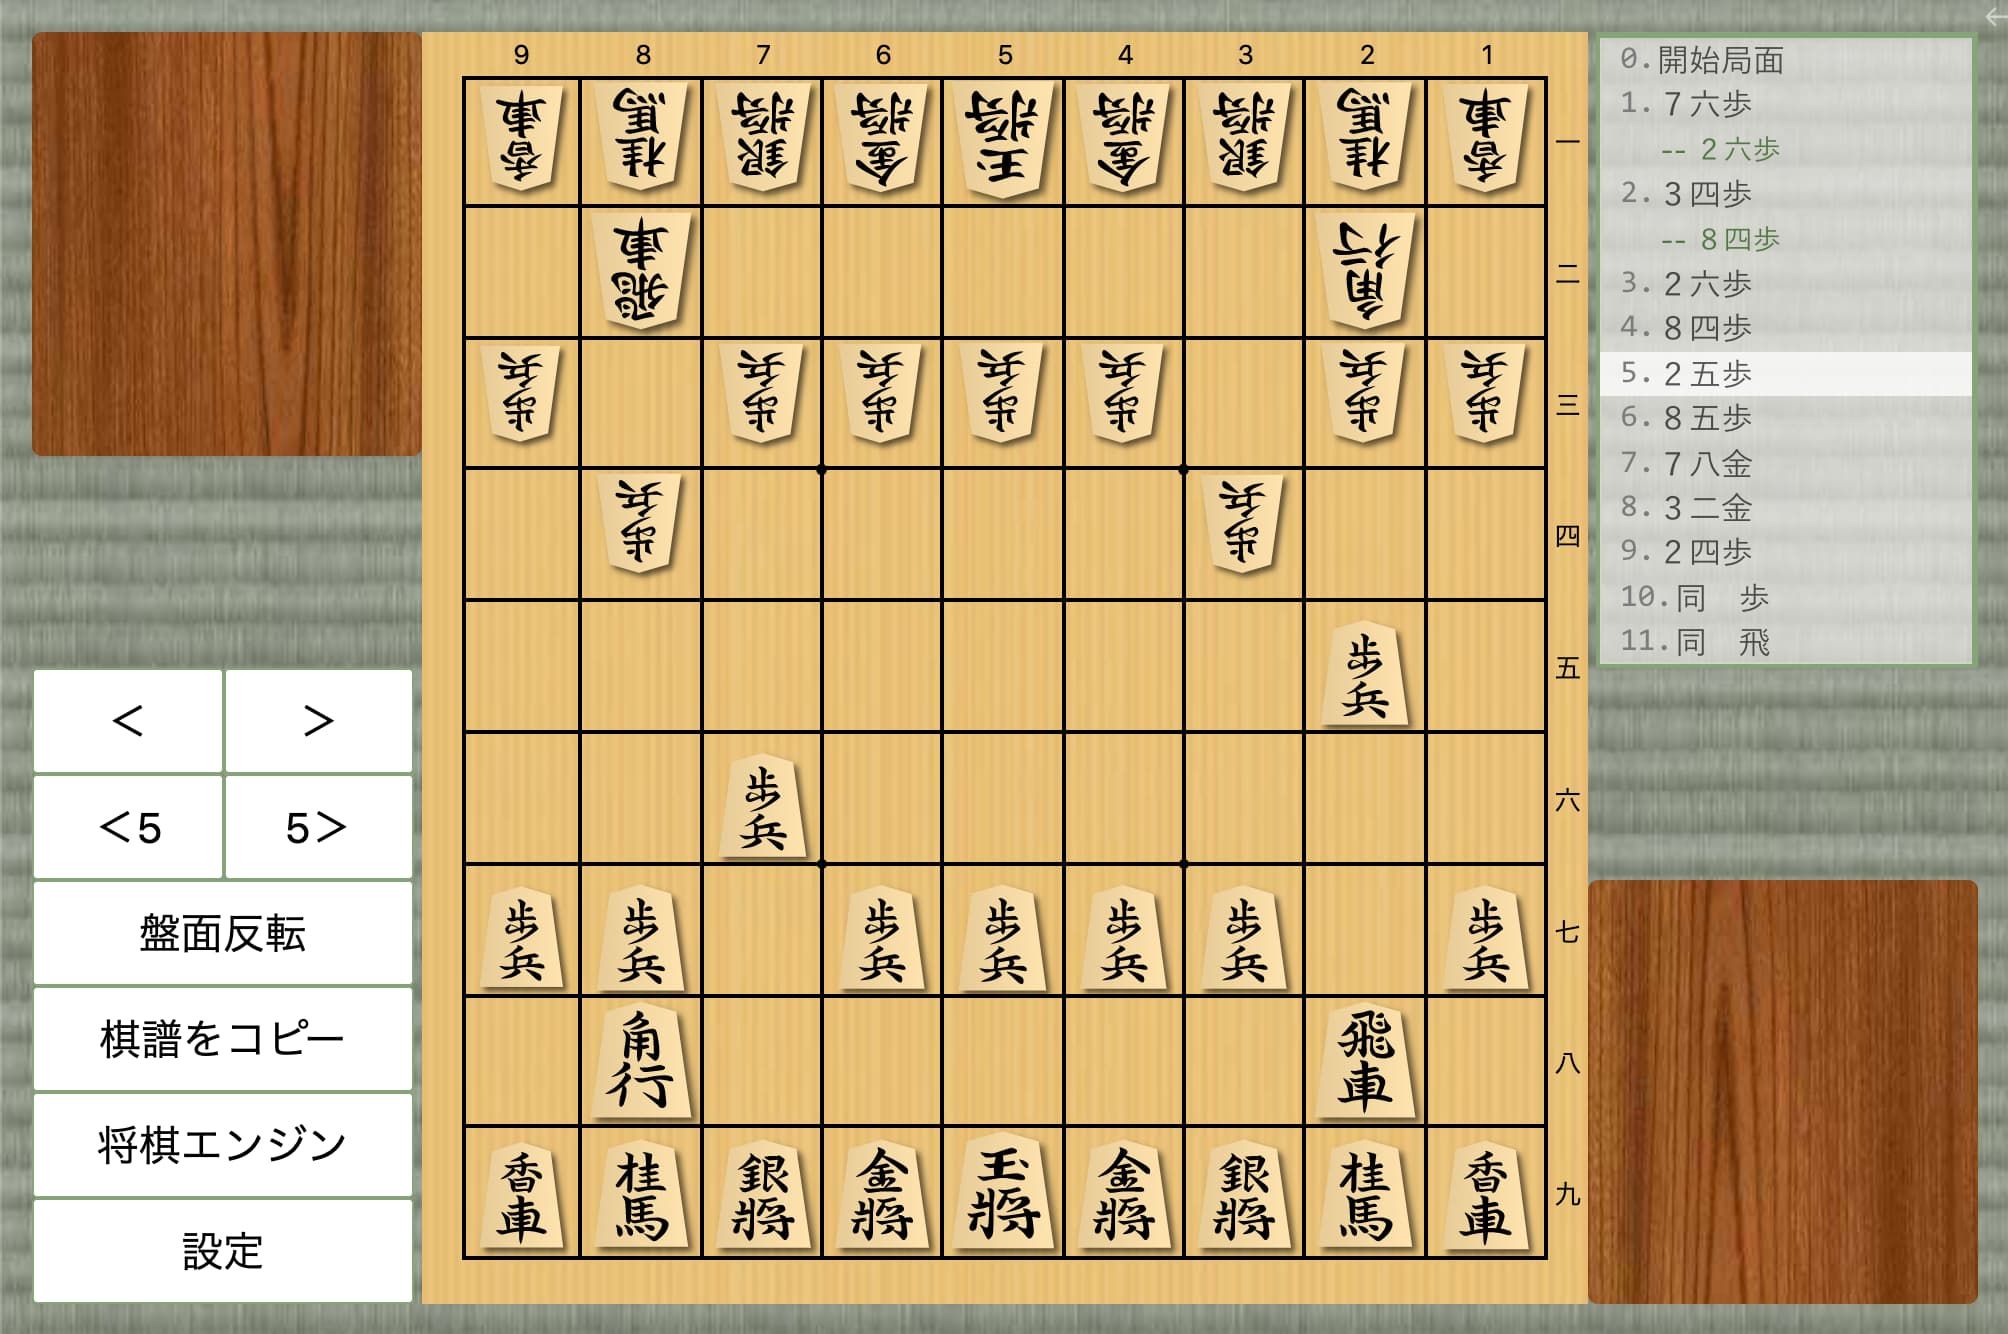 9 8 7 6 5 4 3 2 1
香車 桂馬 銀将 金将 王将 金将 銀将 桂馬 香車 一
飛車 角行 二
歩兵 歩兵 歩兵 歩兵 歩兵 歩兵 歩兵 三
歩兵 歩兵 四
歩兵 五
歩兵 六
歩兵 歩兵 歩兵 歩兵 歩兵 歩兵 歩兵 七
角行 飛車 八
香車 桂馬 銀将 金将 玉将 金将 銀将 桂馬 香車 九
0.開始局面
1.7六歩
-- 2六歩
2.3四歩
-- 8四歩
3.2六歩
4.8四歩
5.2五歩
6.8五歩
7.7八金
8.3二金
9.2四歩
10.同　歩
11.同　飛
< >
<5 5>
盤面反転
棋譜をコピー
将棋エンジン
設定